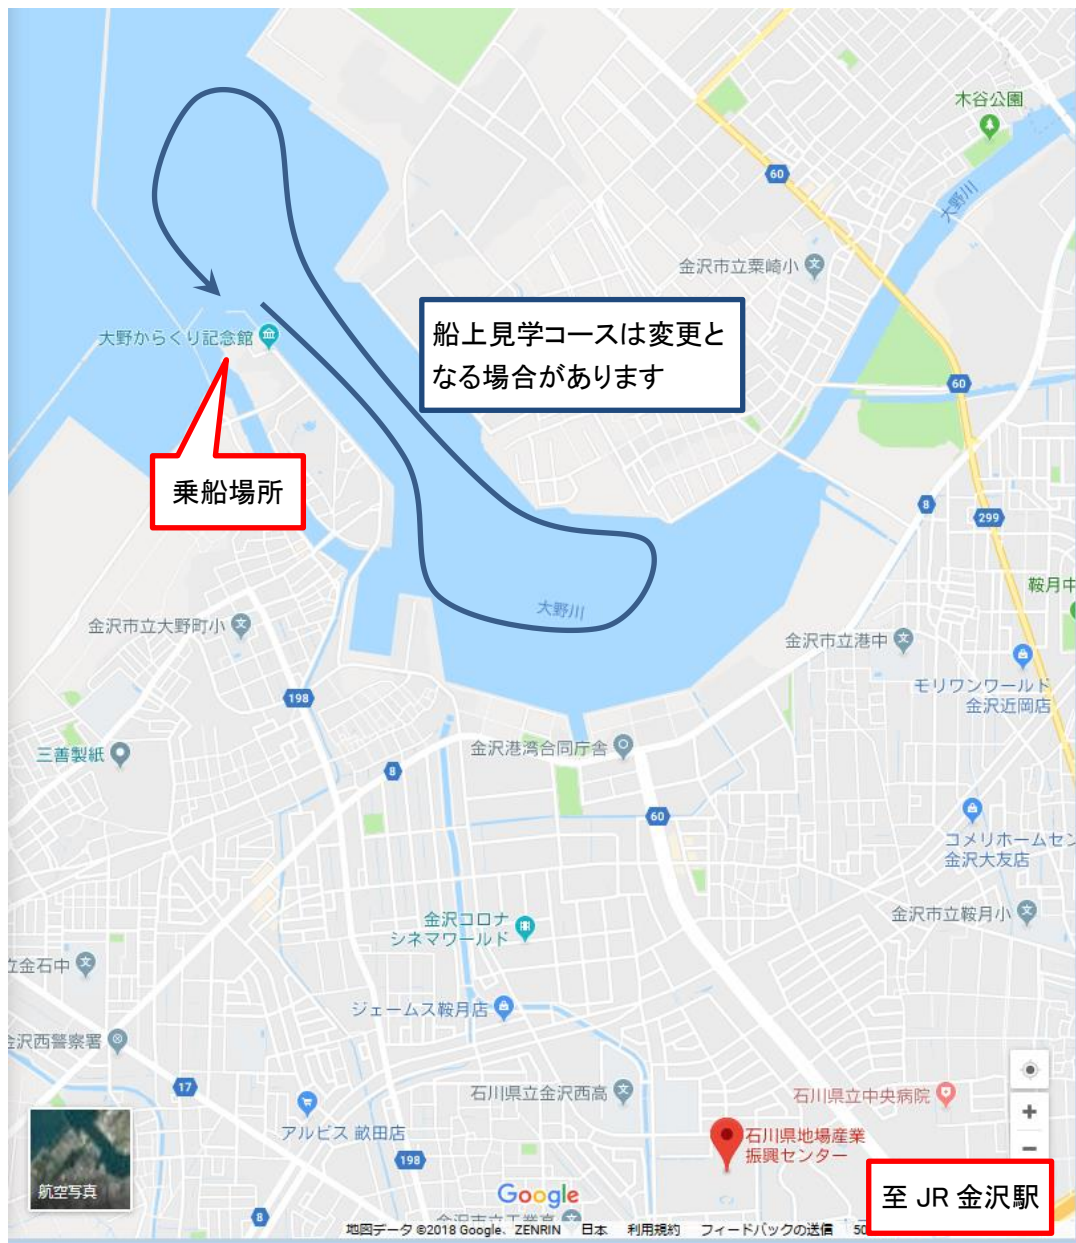 木谷公園
60
大野川
金沢市立粟崎小
大野からくり記念館
船上見学コースは変更と
なる場合があります
60
乗船場所
8
299
鞍月中
大野川
金沢市立大野町小
金沢市立港中
モリワンワールド
金沢近岡店
198
金沢港湾合同庁舎
三善製紙
8
60
コメリホームセン
金沢大友店
金沢市立鞍月小
金沢コロナ
シネマワールド
立金石中
ジェームス鞍月店
金沢西警察署
17
石川県立金沢西高
石川県立中央病院
アルビス 畝田店
石川県地場産業
振興センター
198
航空写真
至 JR 金沢駅
Google
8
金沢市立工業高
地図データ ©2018 Google、ZENRIN 日本 利用規約 フィードバックの送信 50